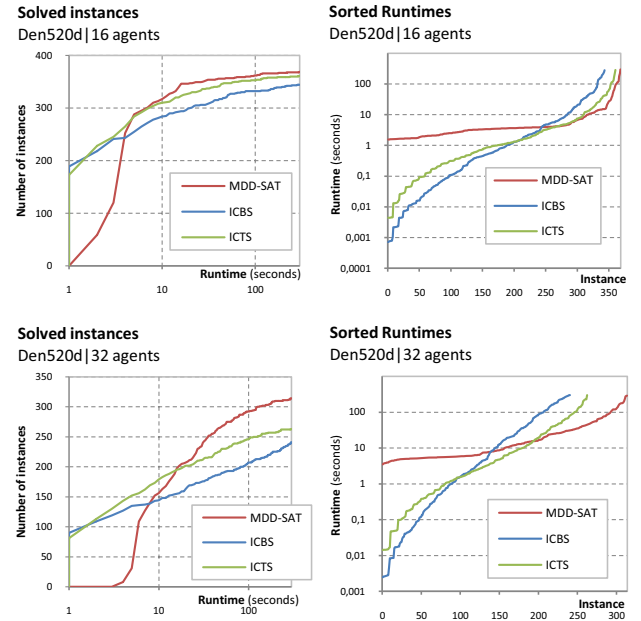 Solved instances
Den520d|16 agents
Number of instances
400
300
200
100
0
1
10
100
Runtime (seconds)
MDD-SAT
ICBS
ICTS
Sorted Runtimes
Den520d|16 agents
Runtime (seconds)
100
10
1
0,1
0,01
0,001
0,0001
0
50
100
150
200
250
300
350
Instance
MDD-SAT
ICBS
ICTS
Solved instances
Den520d|32 agents
Number of instances
350
300
250
200
150
100
50
0
1
10
100
Runtime (seconds)
MDD-SAT
ICBS
ICTS
Sorted Runtimes
Den520d|32 agents
Runtime (seconds)
100
10
1
0,1
0,01
0,001
0
50
100
150
200
250
300
Instance
MDD-SAT
ICBS
ICTS